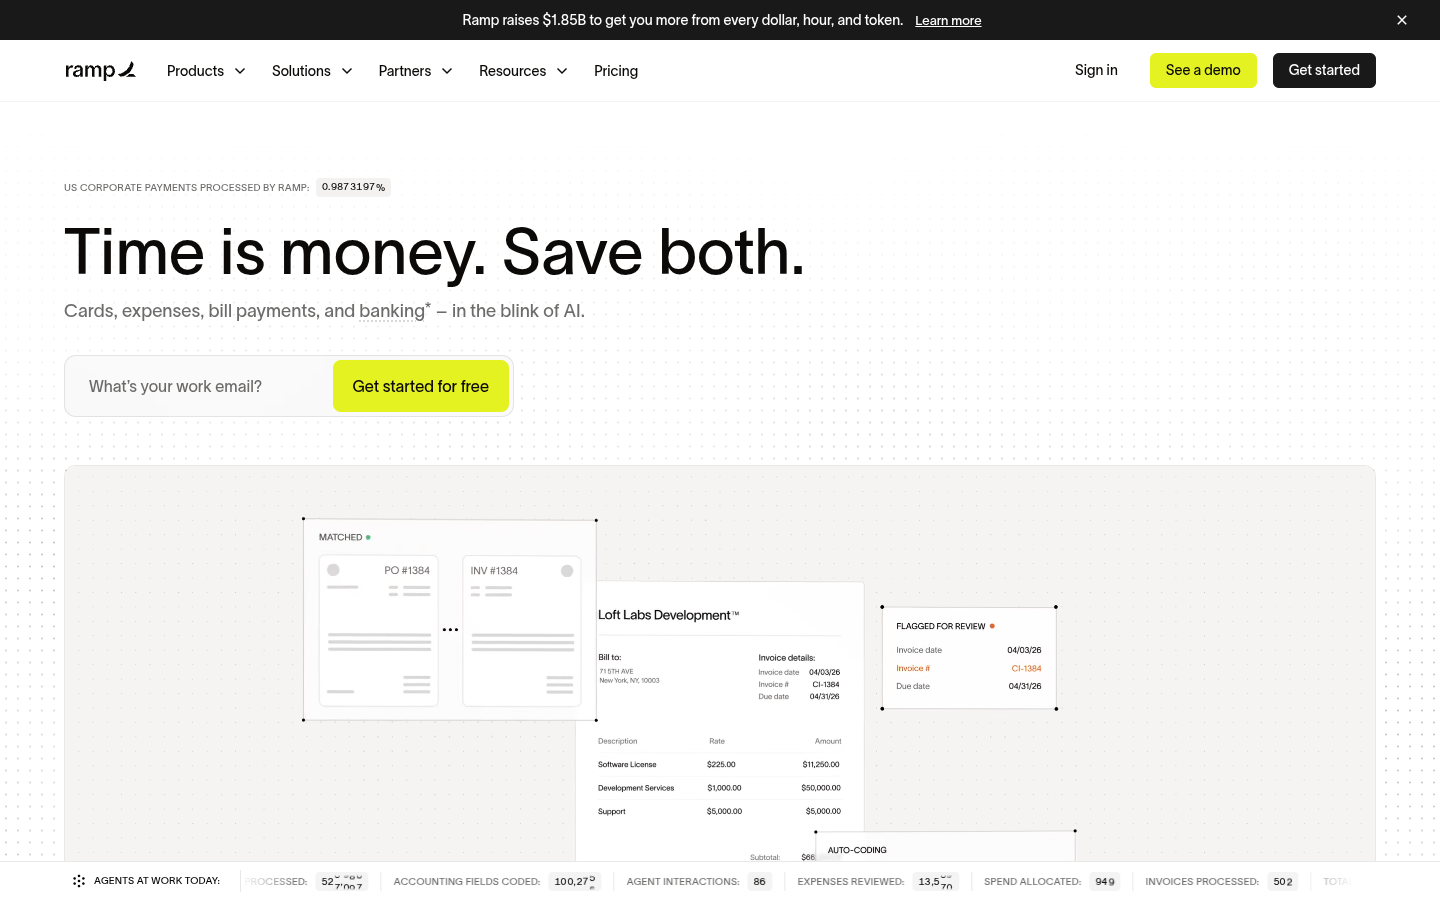 Ramp raises $1.85B to get you more from every dollar, hour, and token. Learn more
ramp Products Solutions Partners Resources Pricing Sign in See a demo Get started
US CORPORATE PAYMENTS PROCESSED BY RAMP: 0.9873197%
Time is money. Save both.
Cards, expenses, bill payments, and banking* – in the blink of AI.
What's your work email? Get started for free
MATCHED
PO #1384 INV #1384
Loft Labs Development™
Bill to:
71 5TH AVE
New York, NY, 10003
Invoice details:
Invoice date 04/03/26
Invoice # CI-1384
Due date 04/31/26
Description Rate Amount
Software License $225.00 $11,250.00
Development Services $1,000.00 $50,000.00
Support $5,000.00 $5,000.00
Subtotal:
FLAGGED FOR REVIEW
Invoice date 04/03/26
Invoice # CI-1384
Due date 04/31/26
AUTO-CODING
AGENTS AT WORK TODAY: PROCESSED: ACCOUNTING FIELDS CODED: AGENT INTERACTIONS: 86 EXPENSES REVIEWED: SPEND ALLOCATED: 949 INVOICES PROCESSED: 502